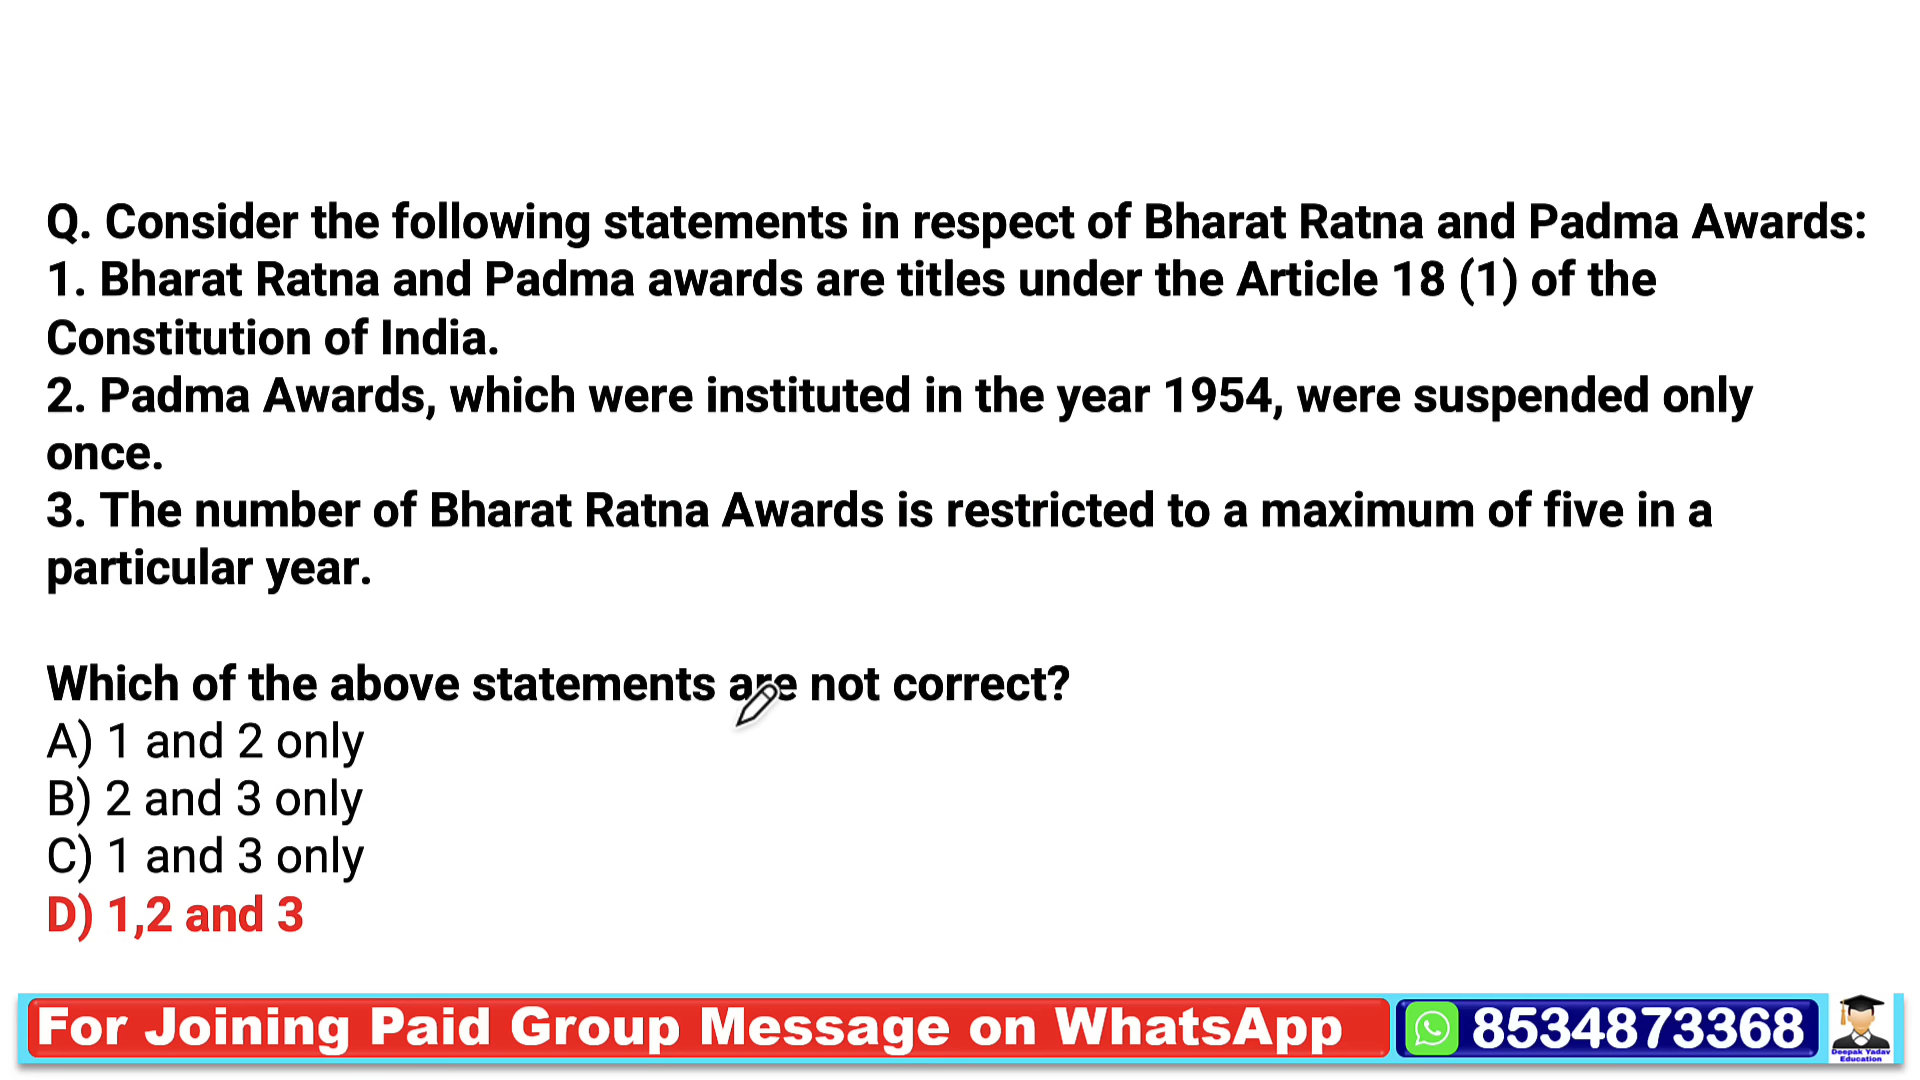 Q. Consider the following statements in respect of Bharat Ratna and Padma Awards:
1. Bharat Ratna and Padma awards are titles under the Article 18 (1) of the
Constitution of India.
2. Padma Awards, which were instituted in the year 1954, were suspended only
once.
3. The number of Bharat Ratna Awards is restricted to a maximum of five in a
particular year.
Which of the above statements are not correct?
A) 1 and 2 only
B) 2 and 3 only
C) 1 and 3 only
D) 1,2 and 3
For Joining Paid Group Message on WhatsApp 8534873368
Deepak Yadav
Education